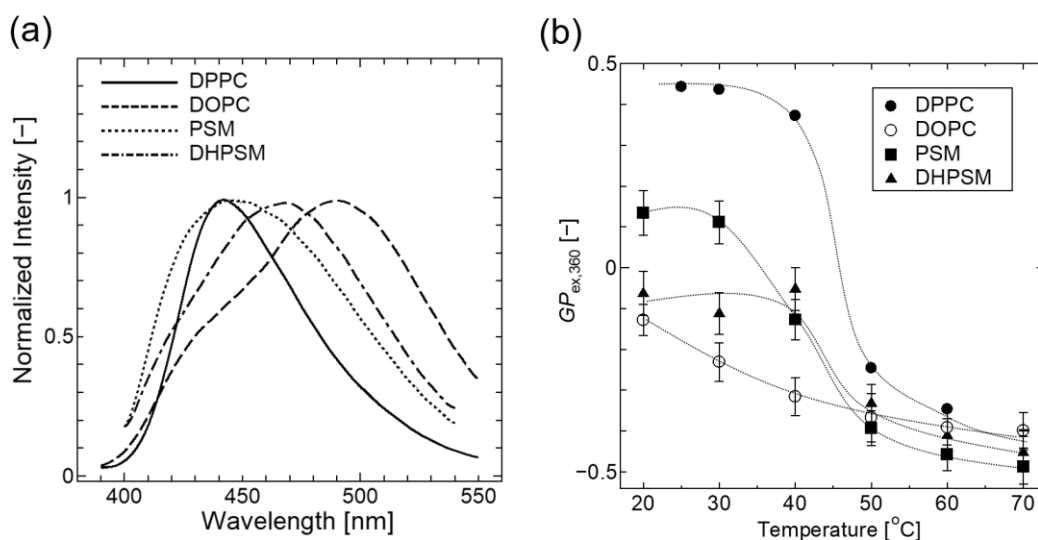 (a)
DPPC
DOPC
PSM
DHPSM
Normalized Intensity [−]
1
0.5
0
400
450
500
550
Wavelength [nm]
(b)
0.5
0
−0.5
GPex,360 [−]
DPPC
DOPC
PSM
DHPSM
20
30
40
50
60
70
Temperature [oC]